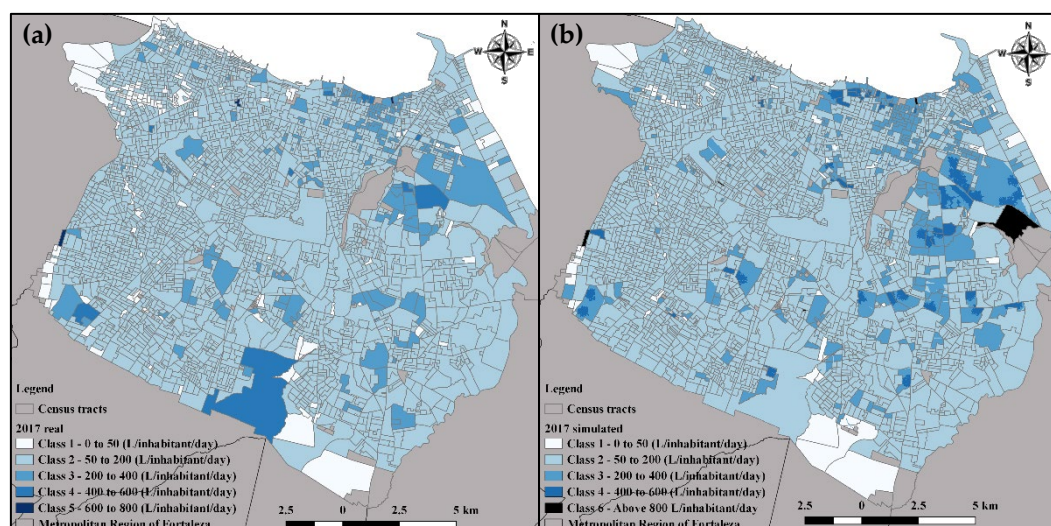 (a)
N
W
E
S
Legend
Census tracts
2017 real
Class 1 - 0 to 50 (L/inhabitant/day)
Class 2 - 50 to 200 (L/inhabitant/day)
Class 3 - 200 to 400 (L/inhabitant/day)
Class 4 - 400 to 600 (L/inhabitant/day)
Class 5 - 600 to 800 (L/inhabitant/day)
Metropolitan Region of Fortaleza
2.5 0 2.5 5 km
(b)
N
W
E
S
Legend
Census tracts
2017 simulated
Class 1 - 0 to 50 (L/inhabitant/day)
Class 2 - 50 to 200 (L/inhabitant/day)
Class 3 - 200 to 400 (L/inhabitant/day)
Class 4 - 400 to 600 (L/inhabitant/day)
Class 6 - Above 800 L/inhabitant/day)
Metropolitan Region of Fortaleza
2.5 0 2.5 5 km